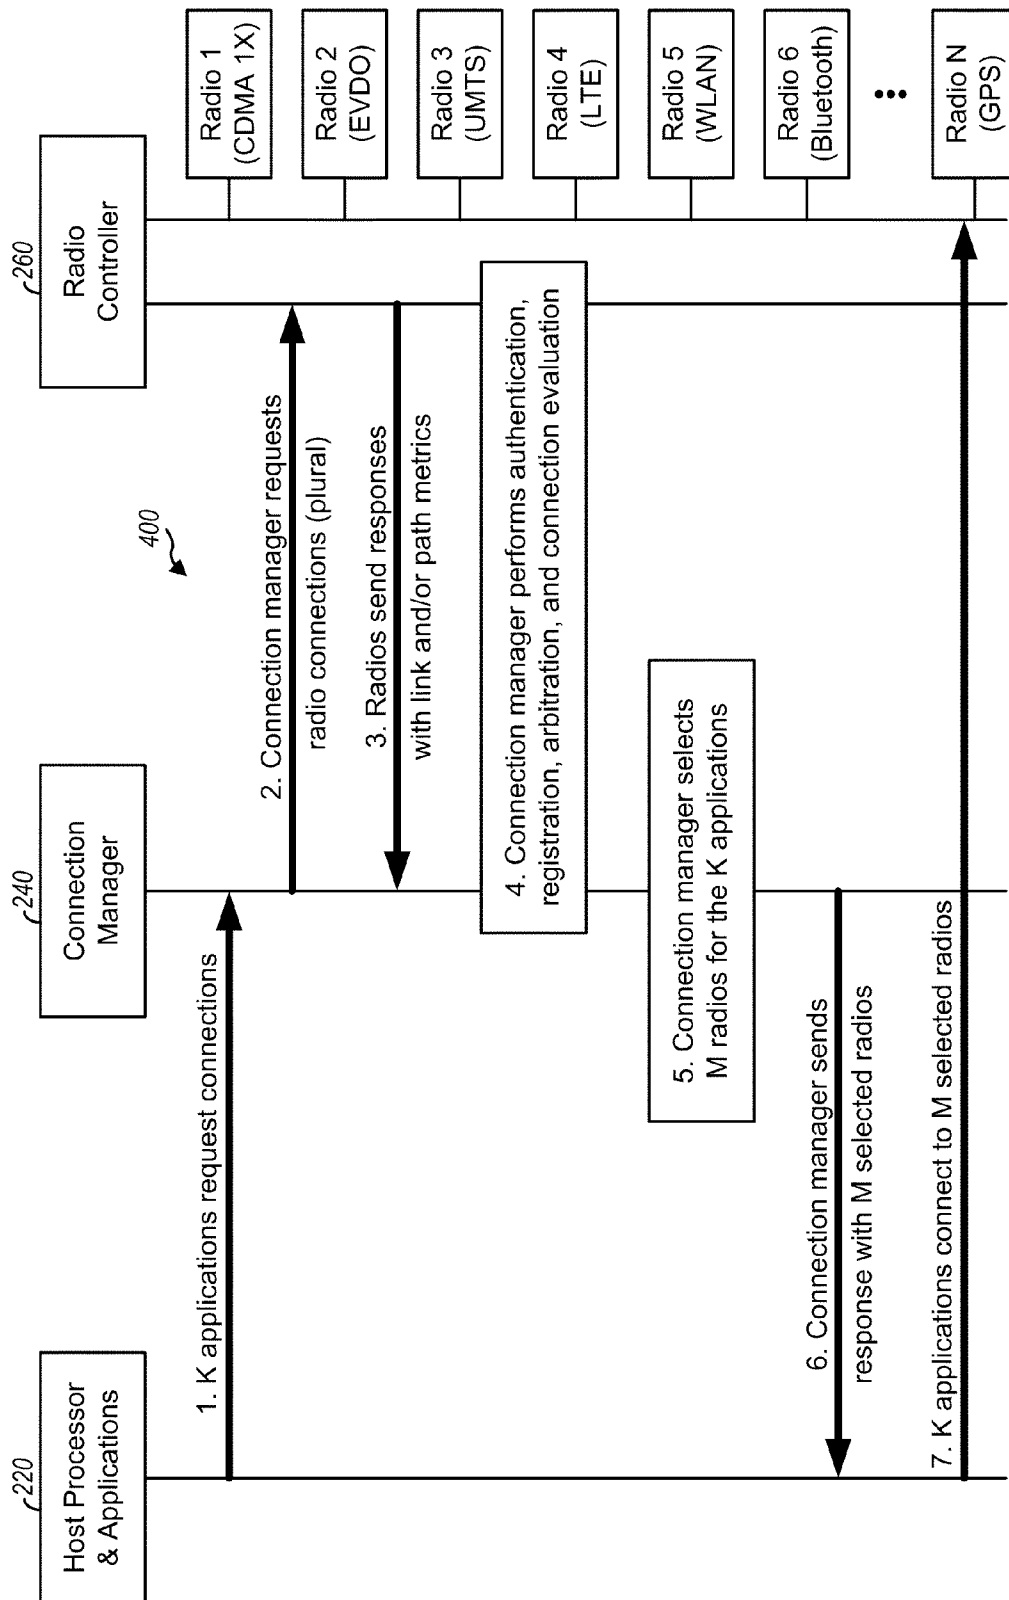 220
Host Processor
& Applications
240
Connection
Manager
260
Radio
Controller
400
1. K applications request connections
2. Connection manager requests
radio connections (plural)
3. Radios send responses
with link and/or path metrics
4. Connection manager performs authentication,
registration, arbitration, and connection evaluation
5. Connection manager selects
M radios for the K applications
6. Connection manager sends
response with M selected radios
7. K applications connect to M selected radios
Radio 1
(CDMA 1X)
Radio 2
(EVDO)
Radio 3
(UMTS)
Radio 4
(LTE)
Radio 5
(WLAN)
Radio 6
(Bluetooth)
...
Radio N
(GPS)